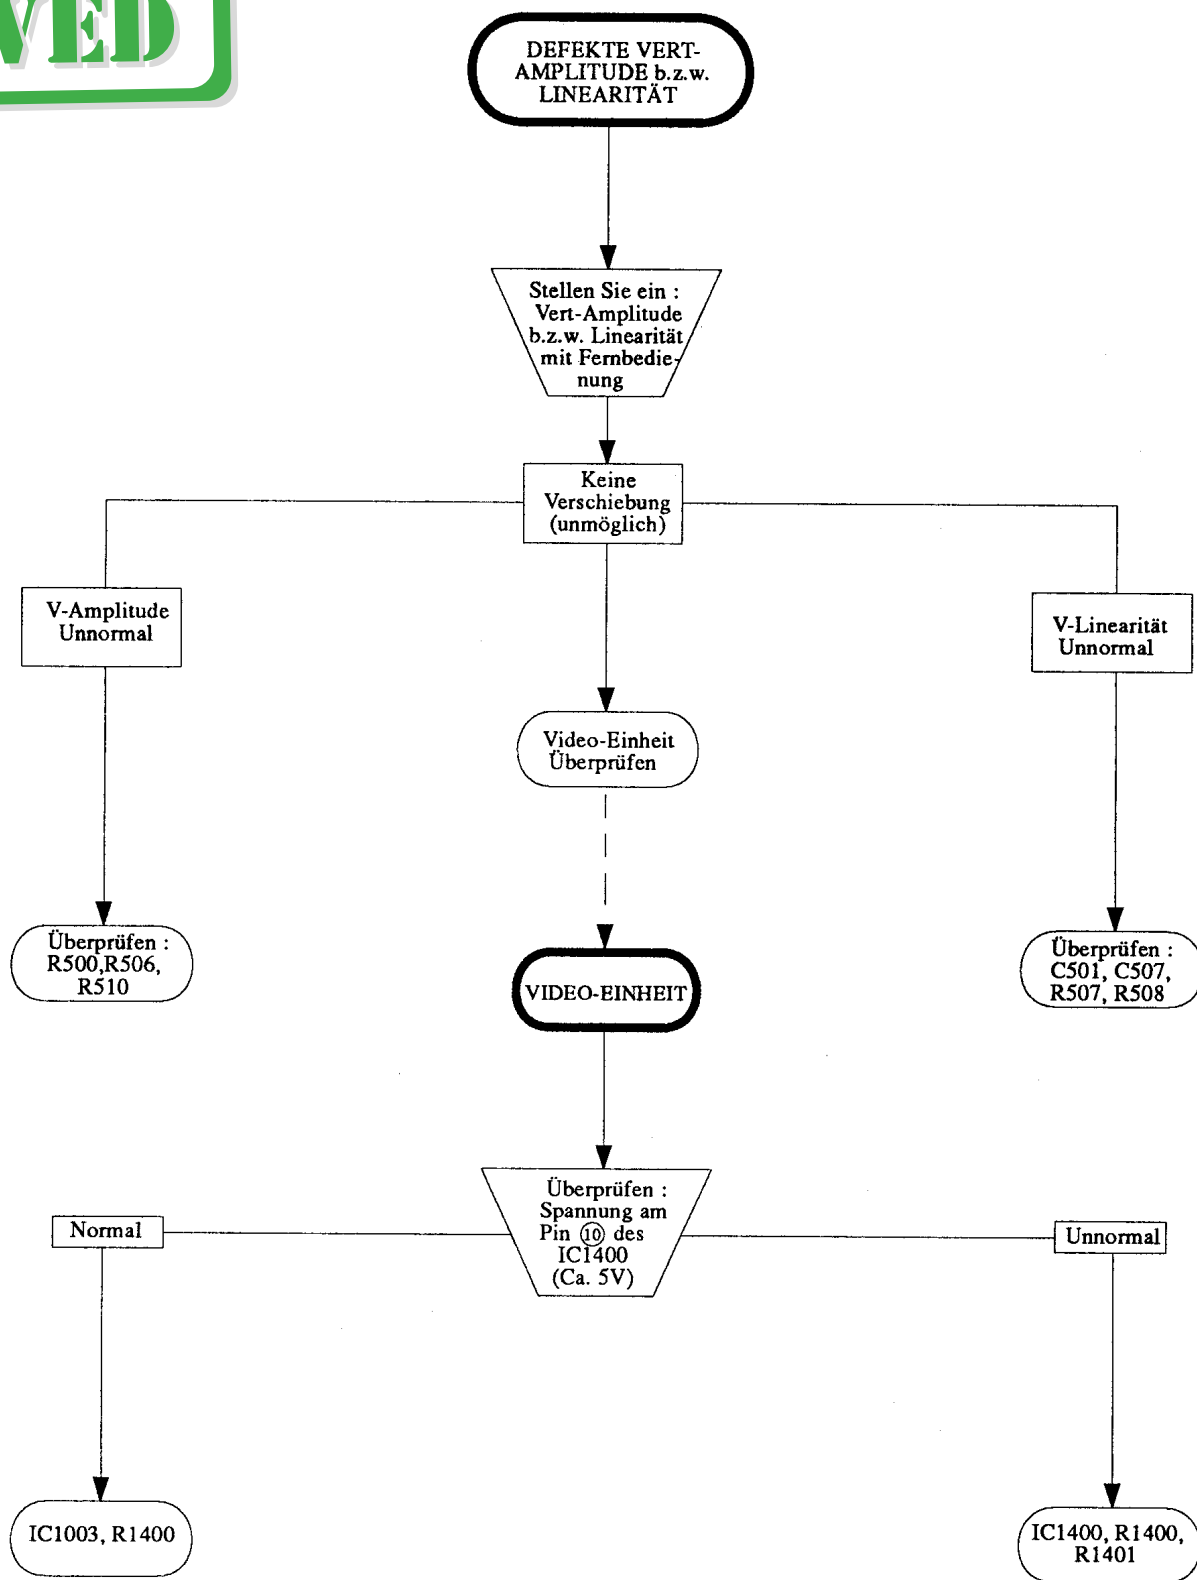 VED
DEFEKTE VERT-
AMPLITUDE b.z.w.
LINEARITÄT
Stellen Sie ein :
Vert-Amplitude
b.z.w. Linearität
mit Fernbedie-
nung
Keine
Verschiebung
(unmöglich)
V-Amplitude
Unnormal
V-Linearität
Unnormal
Video-Einheit
Überprüfen
Überprüfen :
R500,R506,
R510
Überprüfen :
C501, C507,
R507, R508
VIDEO-EINHEIT
Überprüfen :
Spannung am
Pin ⑩ des
IC1400
(Ca. 5V)
Normal
Unnormal
IC1003, R1400
IC1400, R1400,
R1401